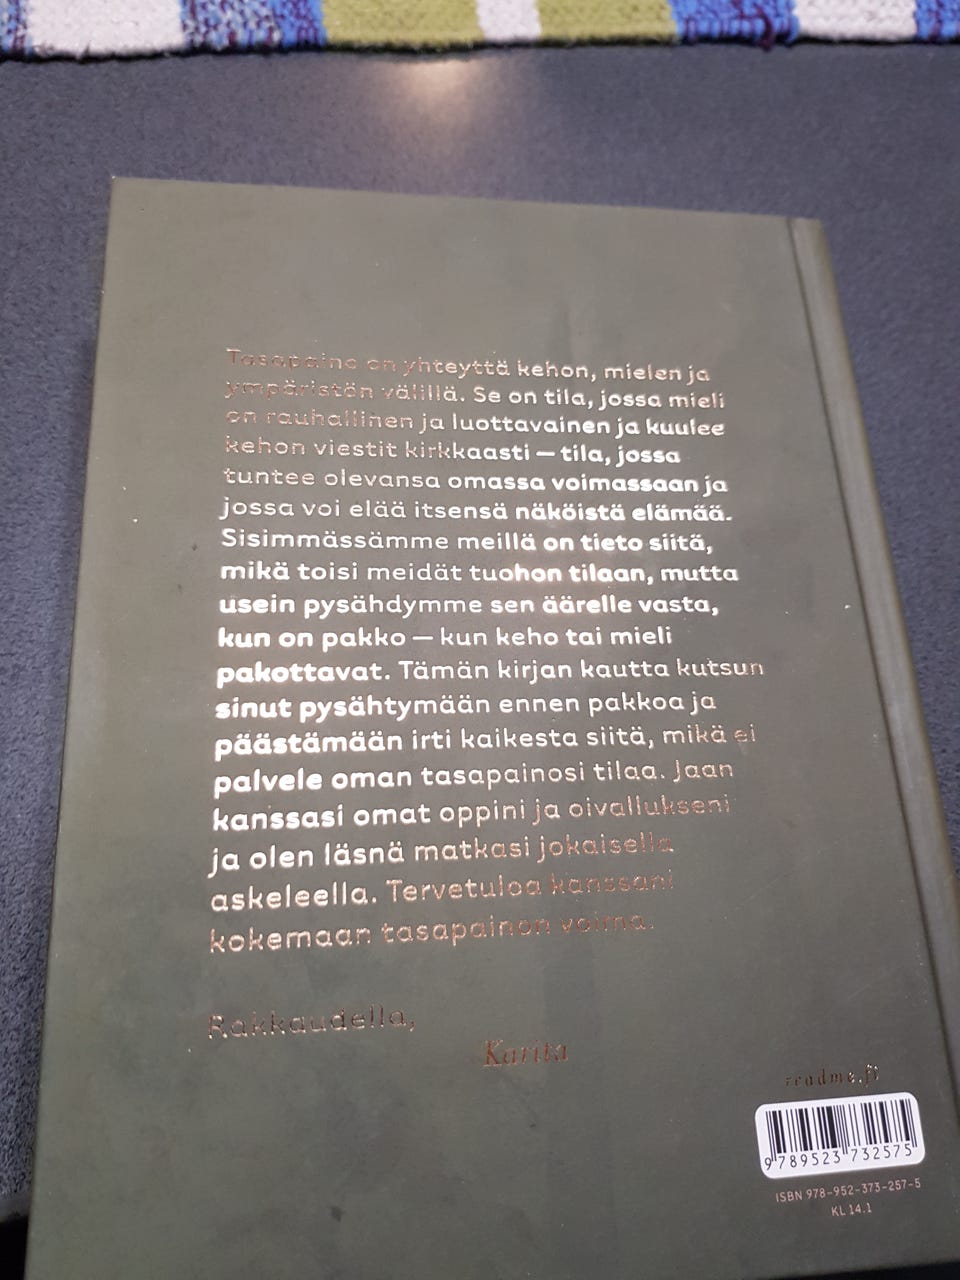 Tasapaino on yhteyttä kehon, mielen ja
ympäristön välillä. Se on tila, jossa mieli
on rauhallinen ja luottavainen ja kuulee
kehon viestit kirkkaasti — tila, jossa
tuntee olevansa omassa voimassaan ja
jossa voi elää itsensä näköistä elämää.
Sisimmässämme meillä on tieto siitä,
mikä toisi meidät tuohon tilaan, mutta
usein pysähdymme sen äärelle vasta,
kun on pakko — kun keho tai mieli
pakottavat. Tämän kirjan kautta kutsun
sinut pysähtymään ennen pakkoa ja
päästämään irti kaikesta siitä, mikä ei
palvele oman tasapainosi tilaa. Jaan
kanssasi omat oppini ja oivallukseni
ja olen läsnä matkasi jokaisella
askeleella. Tervetuloa kanssani
kokemaan tasapainon voima.
Rakkaudella,
Karita
readme.fi
9 789523 732575
ISBN 978-952-373-257-5
KL 14.1